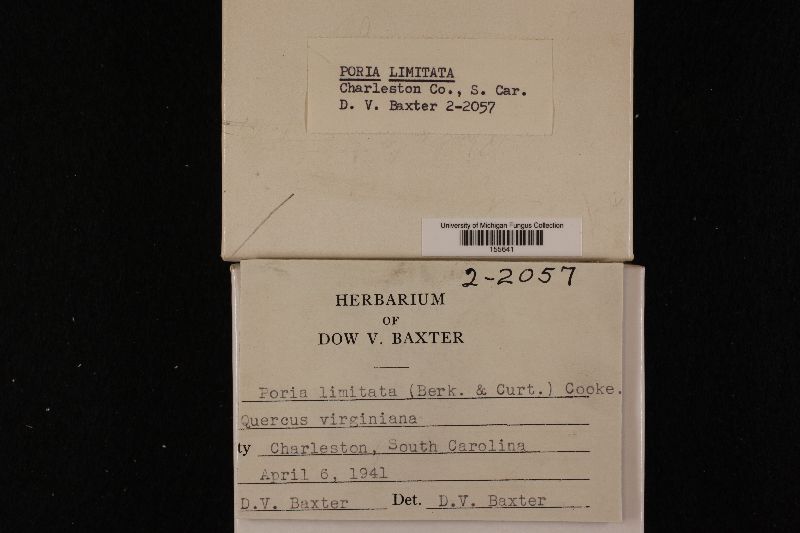 PORIA LIMITATA
Charleston Co., S. Car.
D. V. Baxter 2-2057
University of Michigan Fungus Collection
155641
2-2057
HERBARIUM
OF
DOW V. BAXTER
Poria limitata (Berk. & Curt.) Cooke.
Quercus virginiana
ty Charleston, South Carolina
April 6, 1941
D.V. Baxter Det. D.V. Baxter